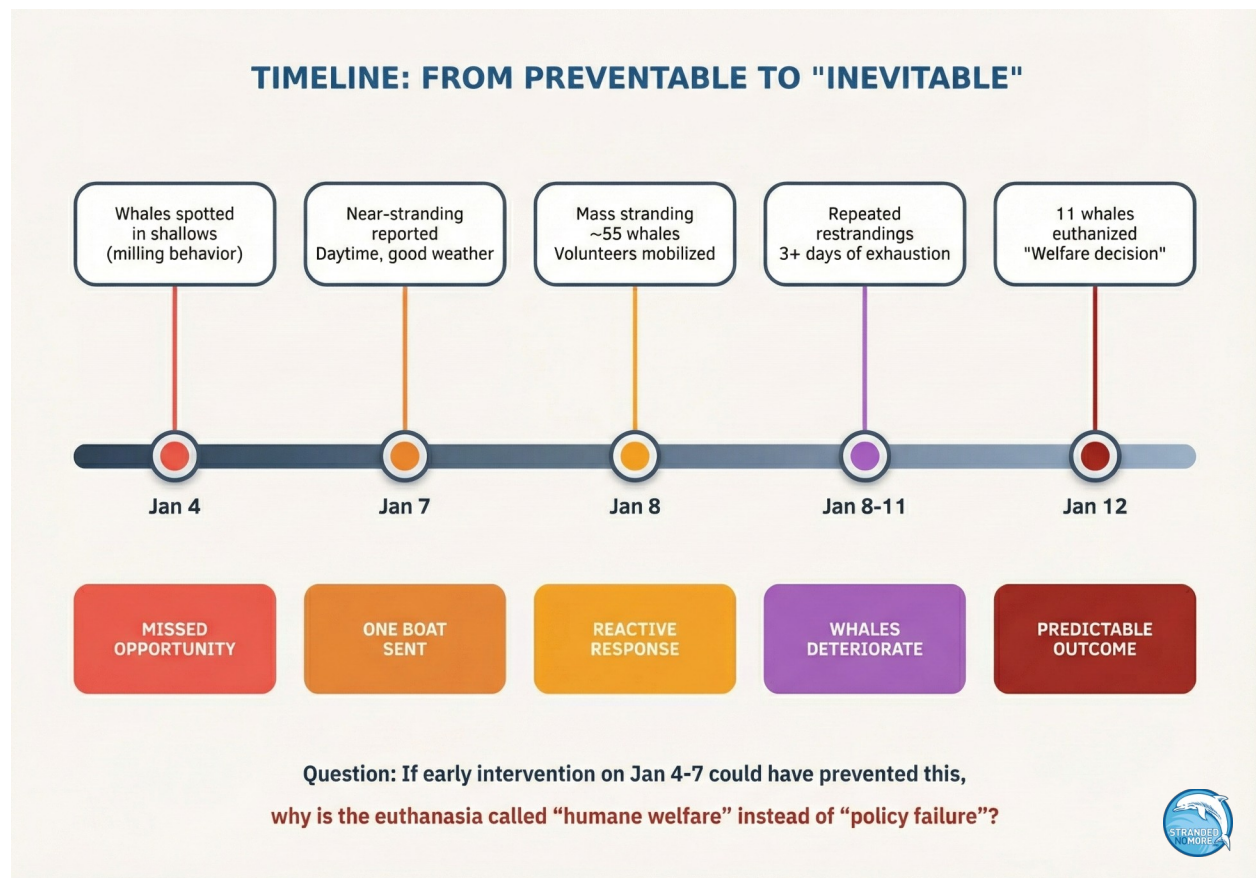 TIMELINE: FROM PREVENTABLE TO "INEVITABLE"
Whales spotted
in shallows
(milling behavior)
Near-stranding
reported
Daytime, good weather
Mass stranding
~55 whales
Volunteers mobilized
Repeated
restrandings
3+ days of exhaustion
11 whales
euthanized
"Welfare decision"
Jan 4
Jan 7
Jan 8
Jan 8-11
Jan 12
MISSED
OPPORTUNITY
ONE BOAT
SENT
REACTIVE
RESPONSE
WHALES
DETERIORATE
PREDICTABLE
OUTCOME
Question: If early intervention on Jan 4-7 could have prevented this,
why is the euthanasia called “humane welfare” instead of “policy failure”?
STRANDED
NOMORE